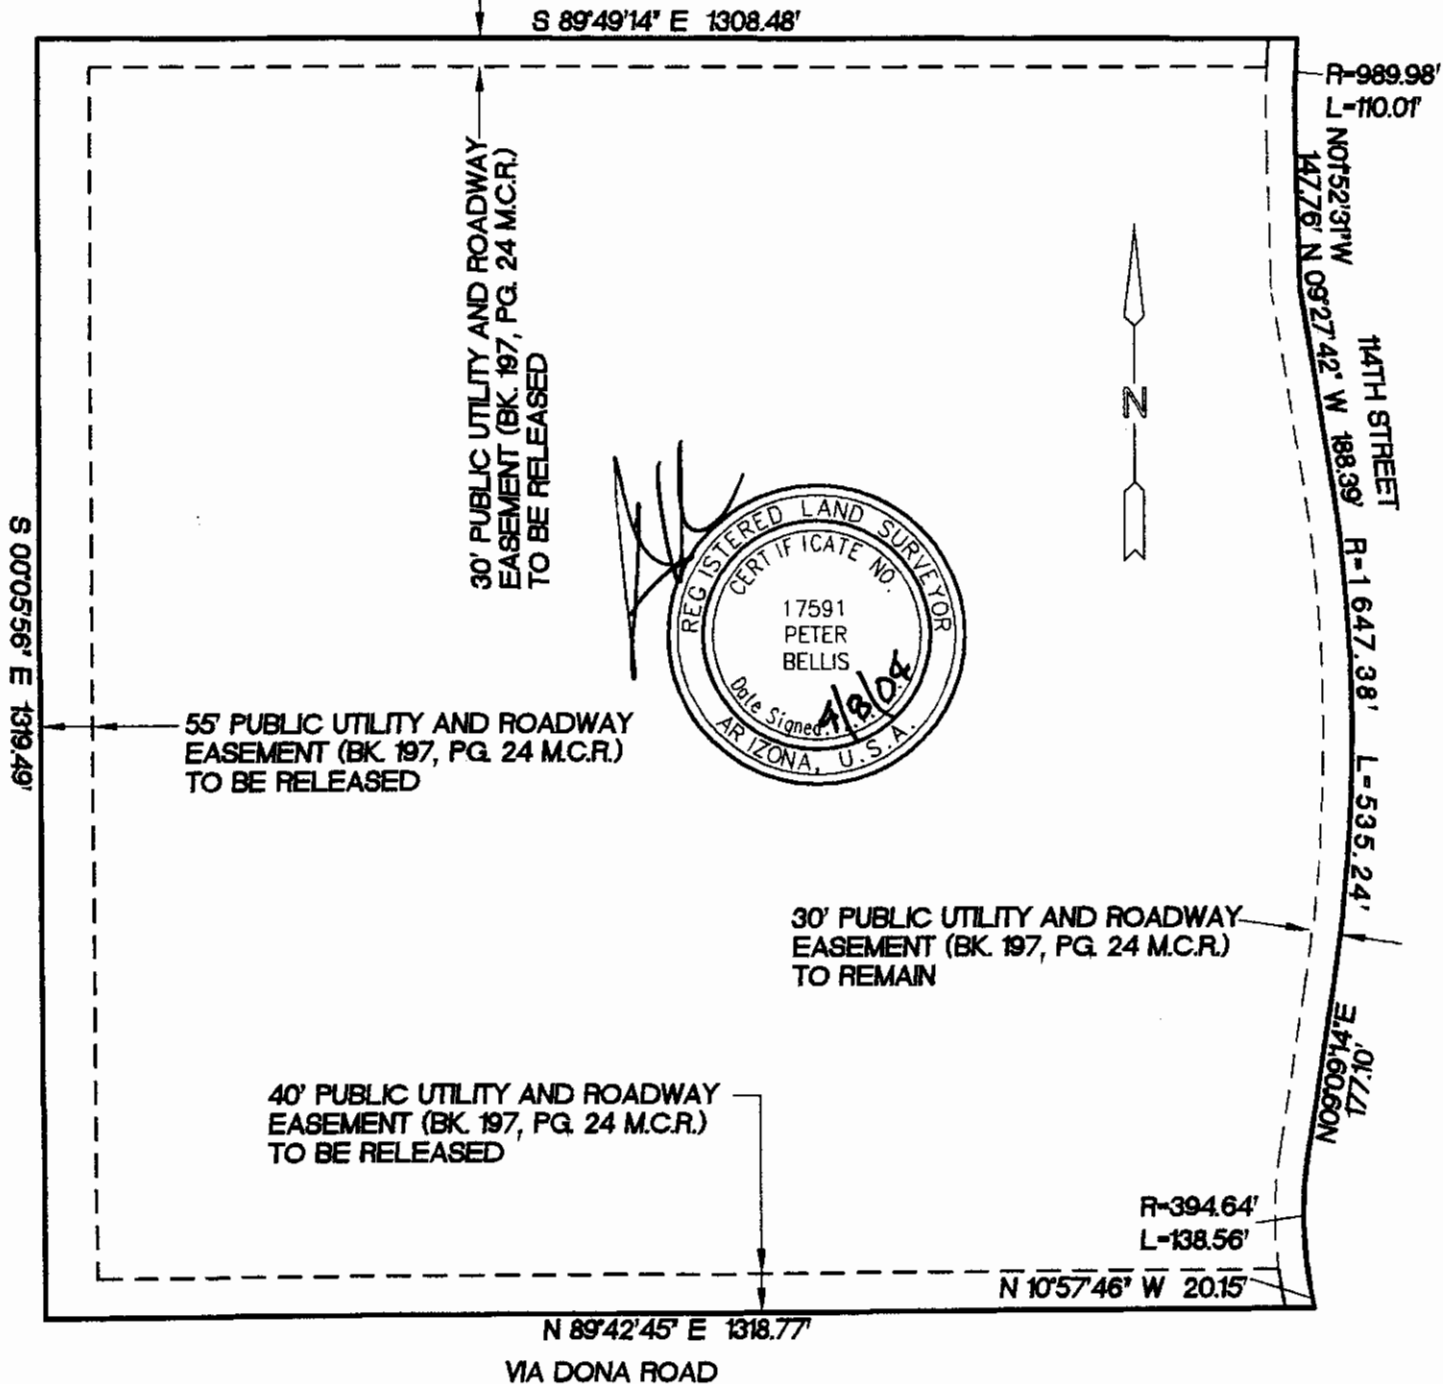 S 89°49'14" E 1308.48'
R=989.98'
L=110.01'
N01°52'31"W
147.76'
N 09°27'42" W 188.39'
114TH STREET
R=1647.38' L=535.24'
30' PUBLIC UTILITY AND ROADWAY
EASEMENT (BK. 197, PG. 24 M.C.R.)
TO BE RELEASED
N
REGISTERED LAND SURVEYOR
CERTIFICATE NO.
17591
PETER
BELLIS
Date Signed
ARIZONA, U.S.A.
S 00°05'56" E 1319.49'
55' PUBLIC UTILITY AND ROADWAY
EASEMENT (BK. 197, PG. 24 M.C.R.)
TO BE RELEASED
30' PUBLIC UTILITY AND ROADWAY
EASEMENT (BK. 197, PG. 24 M.C.R.)
TO REMAIN
N09°09'14"E
177.10'
40' PUBLIC UTILITY AND ROADWAY
EASEMENT (BK. 197, PG. 24 M.C.R.)
TO BE RELEASED
R=394.64'
L=138.56'
N 10°57'46" W 20.15'
N 89°42'45" E 1318.77'
VIA DONA ROAD